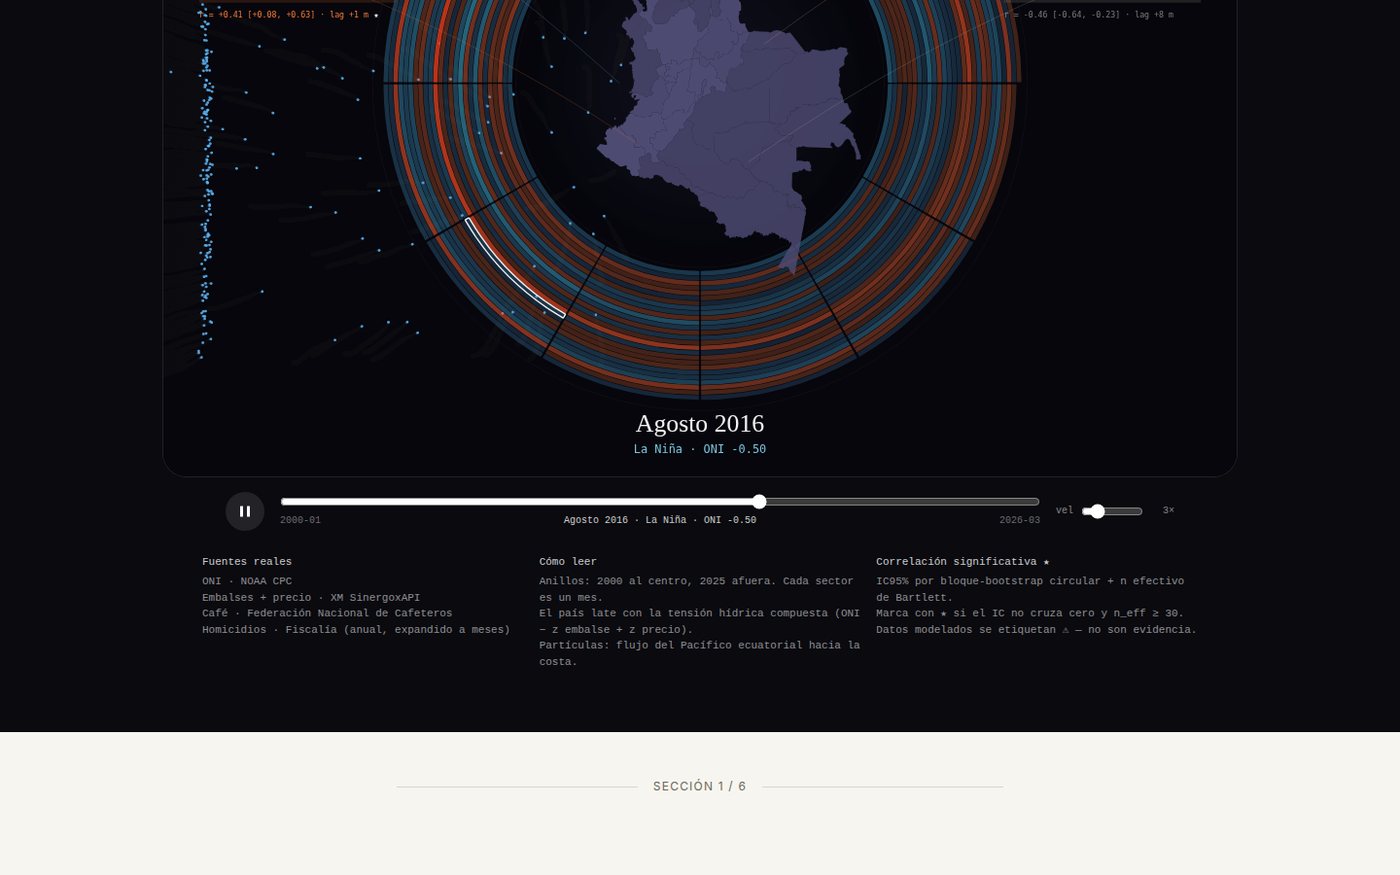 r = +0.41 [+0.08, +0.63] · lag +1 m ★
r = -0.46 [-0.64, -0.23] · lag +8 m
Agosto 2016
La Niña · ONI -0.50
2000-01
Agosto 2016 · La Niña · ONI -0.50
2026-03
vel
3×
Fuentes reales
ONI · NOAA CPC
Embalses + precio · XM SinergoxAPI
Café · Federación Nacional de Cafeteros
Homicidios · Fiscalía (anual, expandido a meses)
Cómo leer
Anillos: 2000 al centro, 2025 afuera. Cada sector
es un mes.
El país late con la tensión hídrica compuesta (ONI
− z embalse + z precio).
Partículas: flujo del Pacífico ecuatorial hacia la
costa.
Correlación significativa ★
IC95% por bloque-bootstrap circular + n efectivo
de Bartlett.
Marca con ★ si el IC no cruza cero y n_eff ≥ 30.
Datos modelados se etiquetan ⚠ — no son evidencia.
SECCIÓN 1 / 6